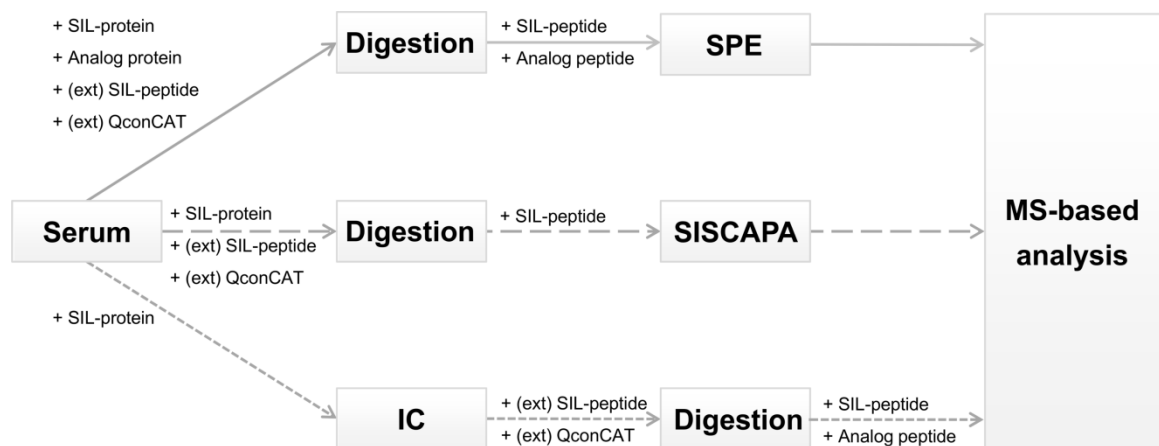 + SIL-protein
+ Analog protein
+ (ext) SIL-peptide
+ (ext) QconCAT
Digestion
+ SIL-peptide
+ Analog peptide
SPE
Serum
+ SIL-protein
+ (ext) SIL-peptide
+ (ext) QconCAT
Digestion
+ SIL-peptide
SISCAPA
MS-based
analysis
+ SIL-protein
IC
+ (ext) SIL-peptide
+ (ext) QconCAT
Digestion
+ SIL-peptide
+ Analog peptide